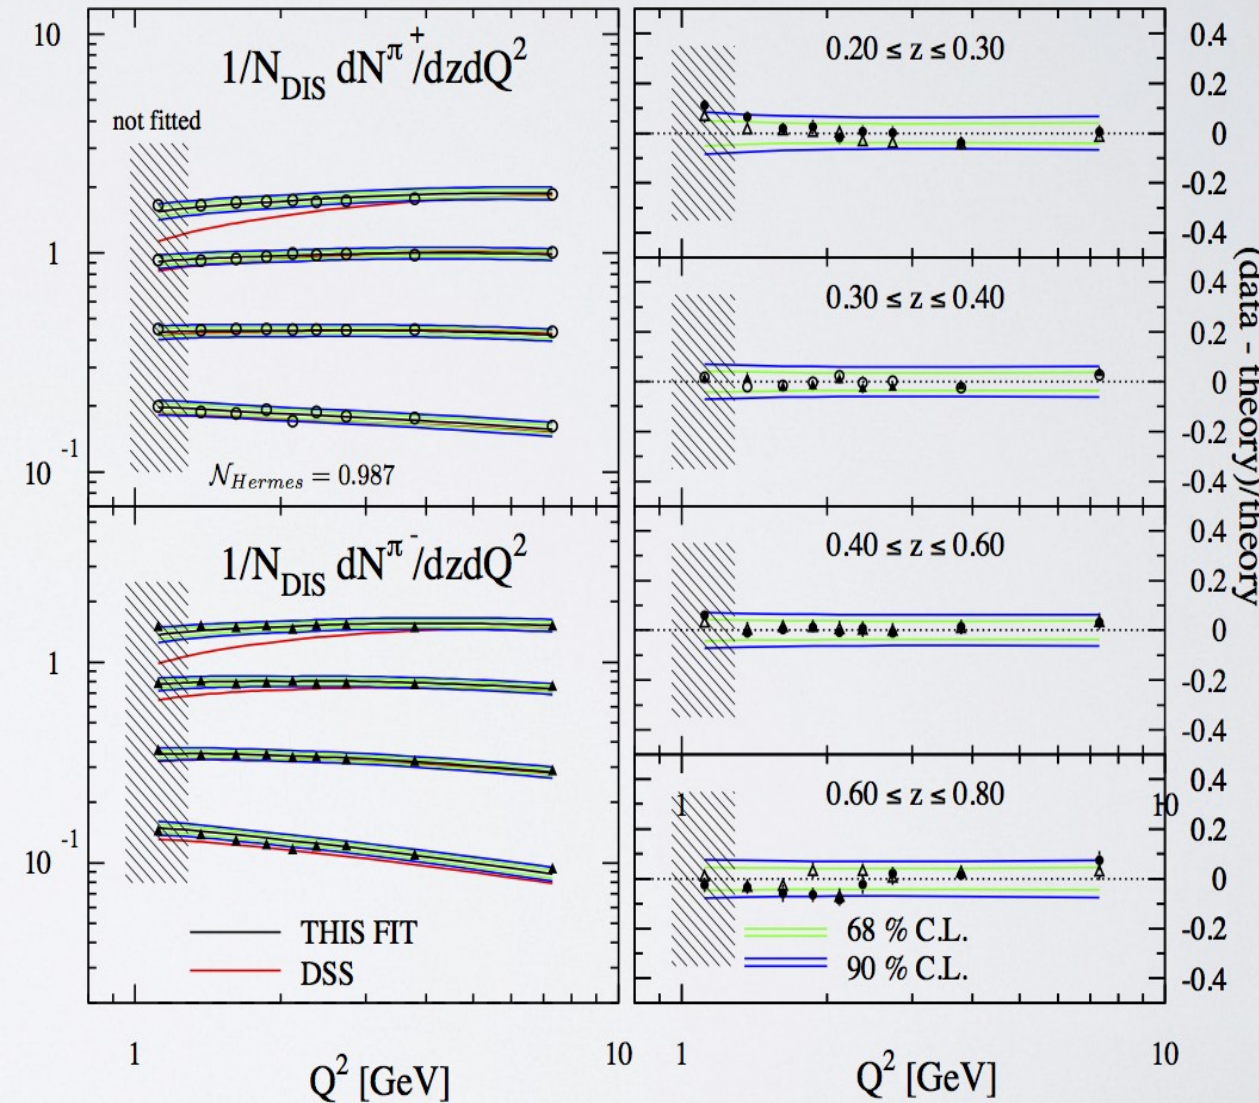 10
1/N_DIS dN^π^+/dzdQ^2
not fitted
1
10^-1
N_Hermes = 0.987
1/N_DIS dN^π^-/dzdQ^2
1
10^-1
THIS FIT
DSS
1
10
Q^2 [GeV]
0.20 ≤ z ≤ 0.30
0.4
0.2
0
-0.2
-0.4
0.30 ≤ z ≤ 0.40
0.4
0.2
0
-0.2
-0.4
0.40 ≤ z ≤ 0.60
0.4
0.2
0
-0.2
-0.4
1
0.60 ≤ z ≤ 0.80
10
0.4
0.2
0
-0.2
-0.4
68 % C.L.
90 % C.L.
1
10
Q^2 [GeV]
(data - theory)/theory